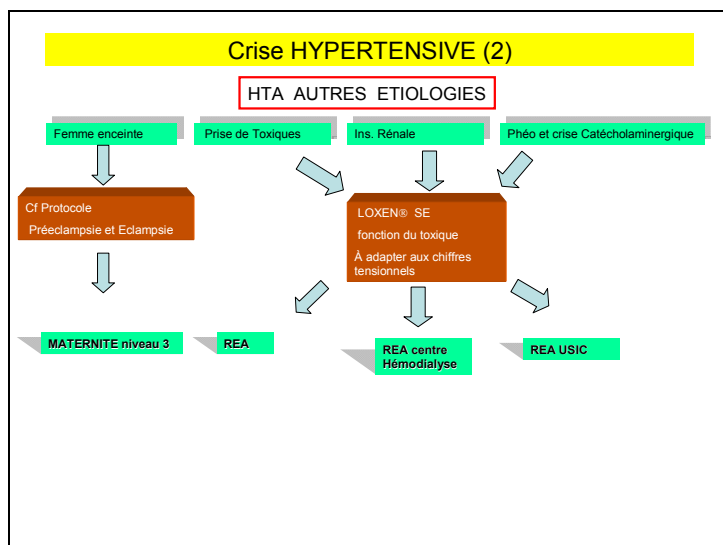 Crise HYPERTENSIVE (2)
HTA AUTRES ETIOLOGIES
Femme enceinte
Prise de Toxiques
Ins. Rénale
Phéo et crise Catécholaminergique
Cf Protocole
Prééclampsie et Eclampsie
LOXEN® SE
fonction du toxique
À adapter aux chiffres
tensionnels
MATERNITE niveau 3
REA
REA centre
Hémodialyse
REA USIC